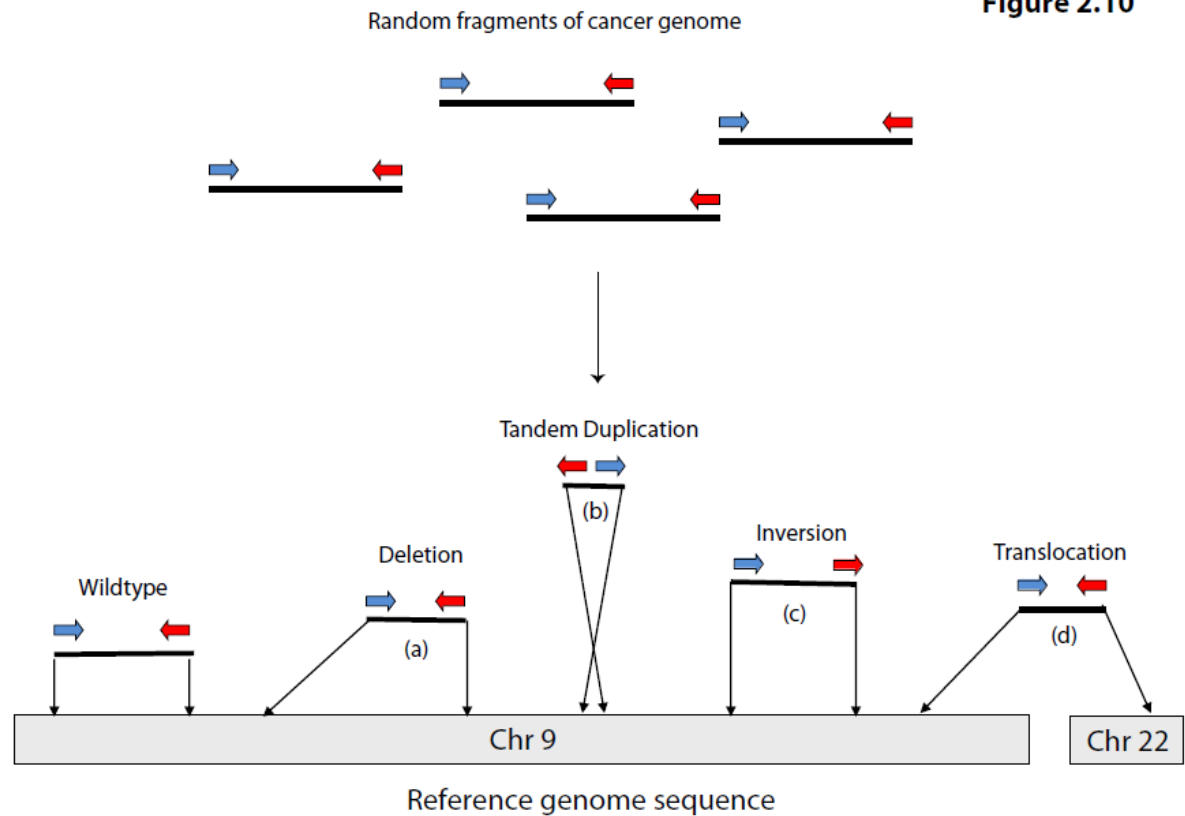 Figure 2.10
Random fragments of cancer genome
Tandem Duplication
(b)
Inversion
(c)
Translocation
(d)
Deletion
(a)
Wildtype
Chr 9
Chr 22
Reference genome sequence